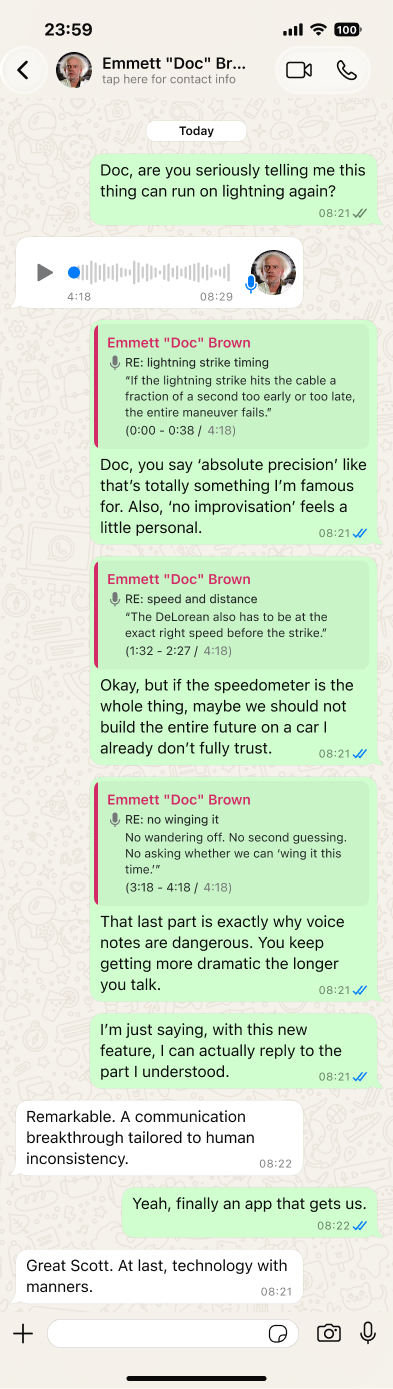 23:59
100
Emmett "Doc" Br...
tap here for contact info
Today
Doc, are you seriously telling me this
thing can run on lightning again?
08:21
4:18
08:29
Emmett "Doc" Brown
RE: lightning strike timing
“If the lightning strike hits the cable a
fraction of a second too early or too late,
the entire maneuver fails.”
(0:00 - 0:38 / 4:18)
Doc, you say ‘absolute precision’ like
that’s totally something I’m famous
for. Also, ‘no improvisation’ feels a
little personal.
08:21
Emmett "Doc" Brown
RE: speed and distance
“The DeLorean also has to be at the
exact right speed before the strike.”
(1:32 - 2:27 / 4:18)
Okay, but if the speedometer is the
whole thing, maybe we should not
build the entire future on a car I
already don’t fully trust.
08:21
Emmett "Doc" Brown
RE: no winging it
No wandering off. No second guessing.
No asking whether we can ‘wing it this
time.’”
(3:18 - 4:18 / 4:18)
That last part is exactly why voice
notes are dangerous. You keep
getting more dramatic the longer
you talk.
08:21
I’m just saying, with this new
feature, I can actually reply to the
part I understood.
08:21
Remarkable. A communication
breakthrough tailored to human
inconsistency.
08:22
Yeah, finally an app that gets us.
08:22
Great Scott. At last, technology with
manners.
08:21